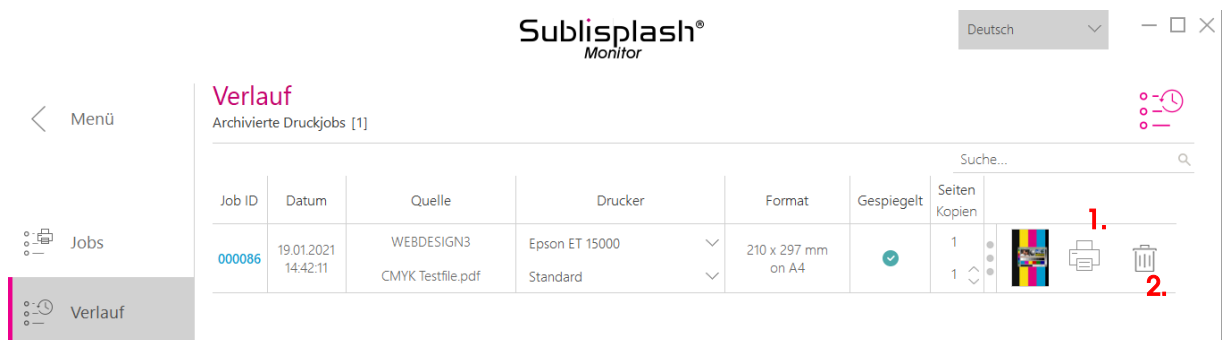 Sublisplash®
Monitor
Deutsch
Menü
Verlauf
Archivierte Druckjobs [1]
Suche...
Job ID
Datum
Quelle
Drucker
Format
Gespiegelt
Seiten
Kopien
1.
Jobs
000086
19.01.2021
14:42:11
WEBDESIGN3
CMYK Testfile.pdf
Epson ET 15000
Standard
210 x 297 mm
on A4
1
1
2.
Verlauf